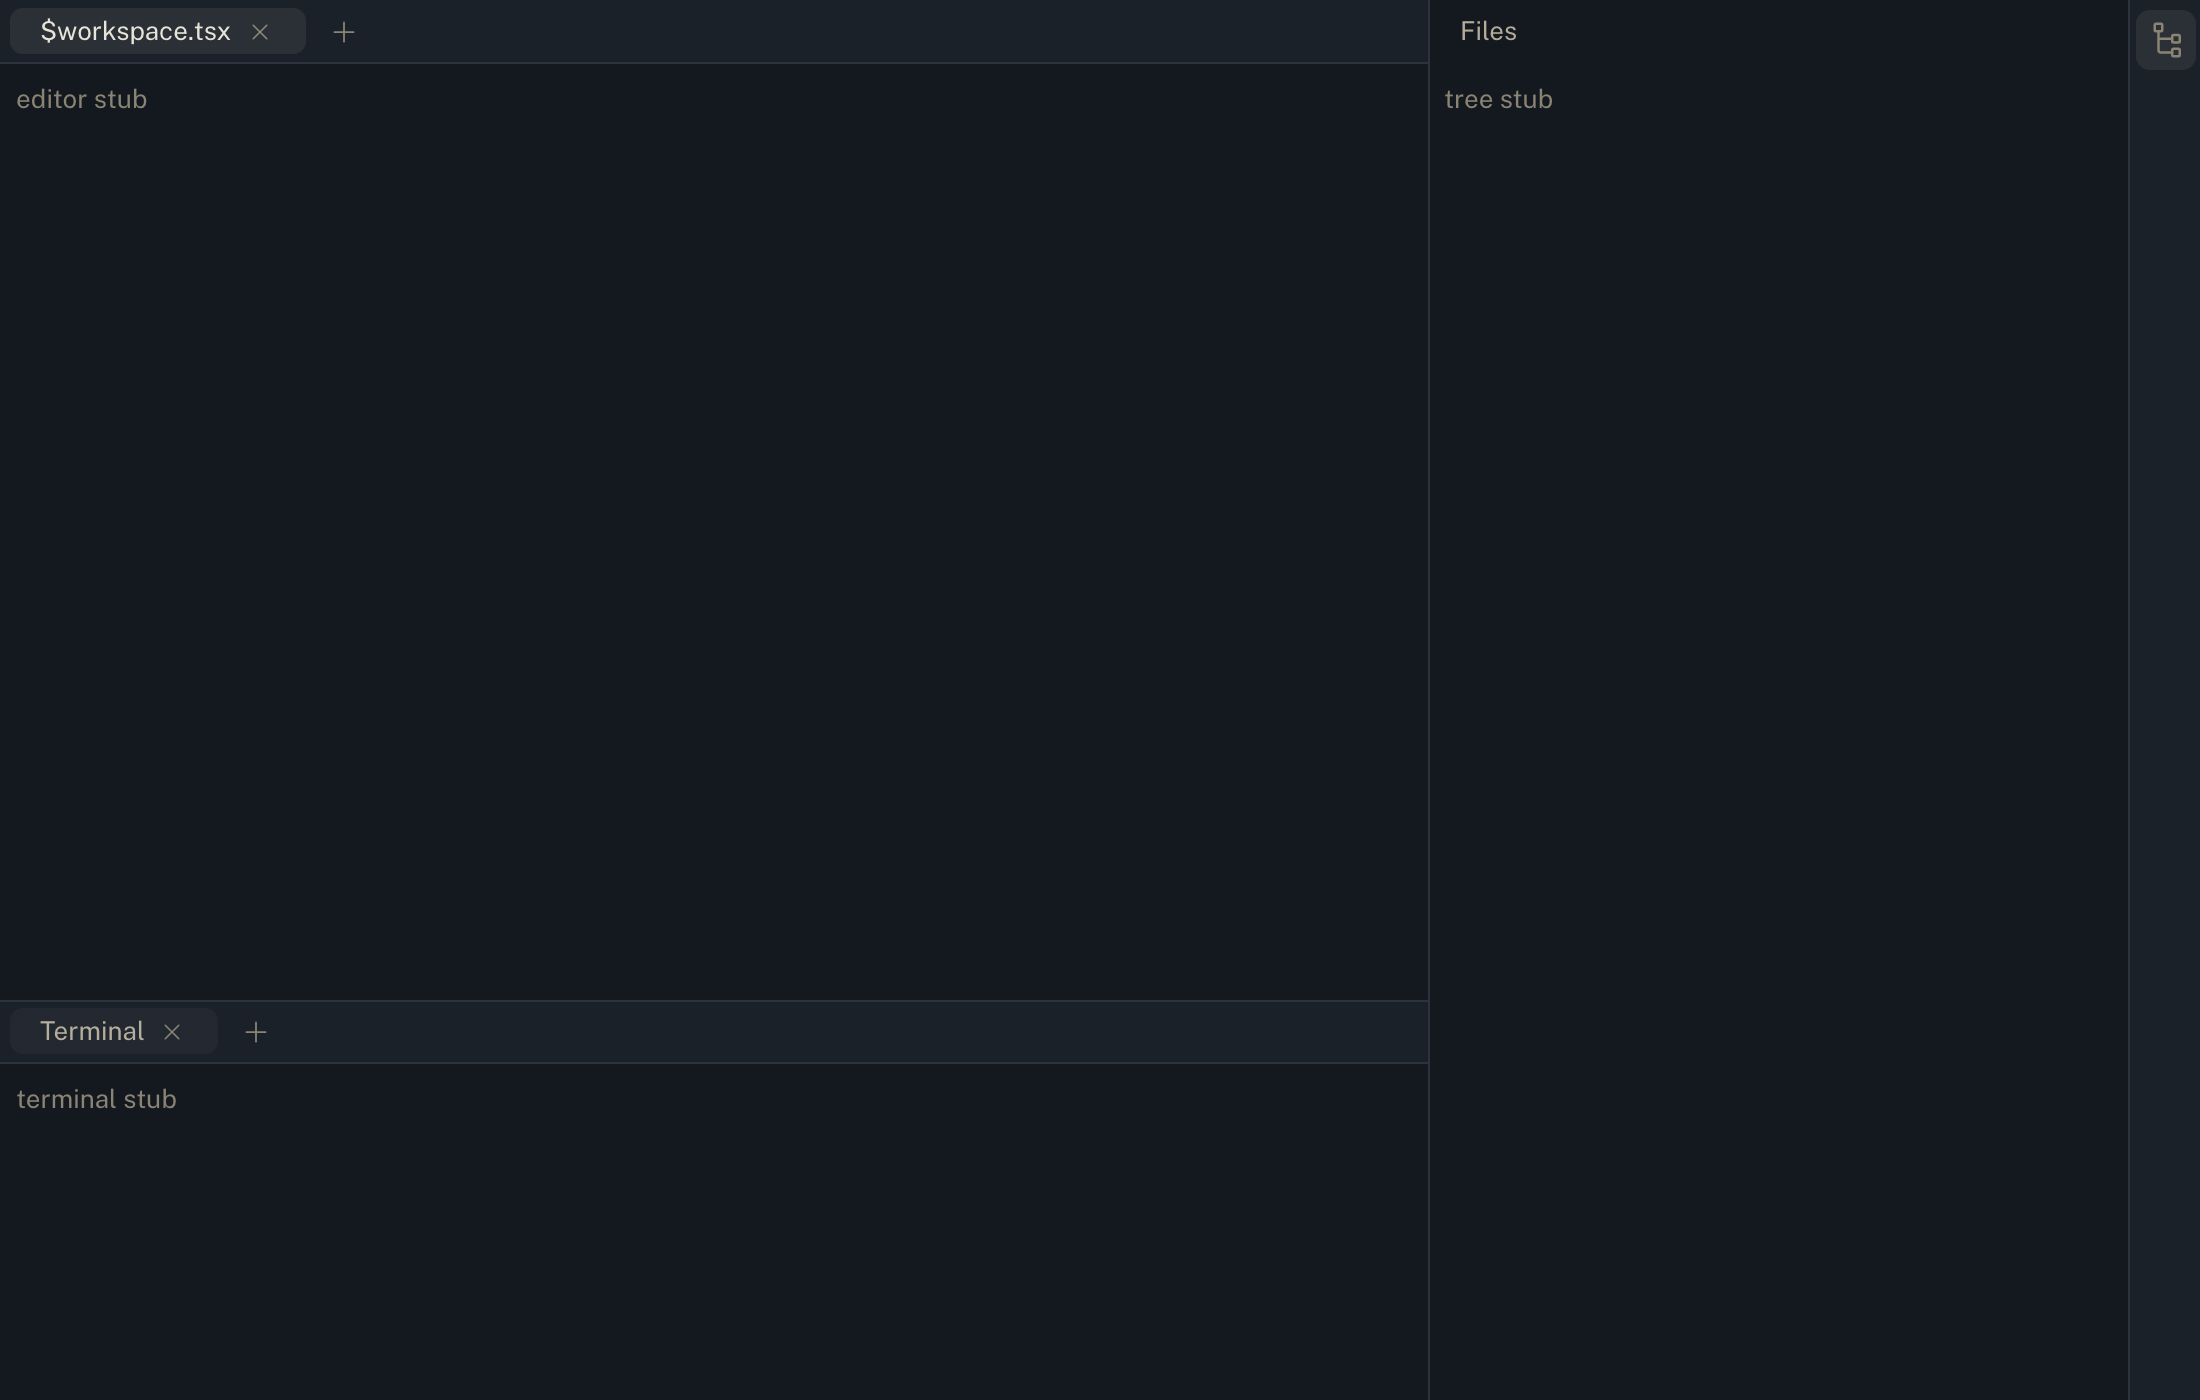 $workspace.tsx
editor stub
Files
tree stub
Terminal
terminal stub